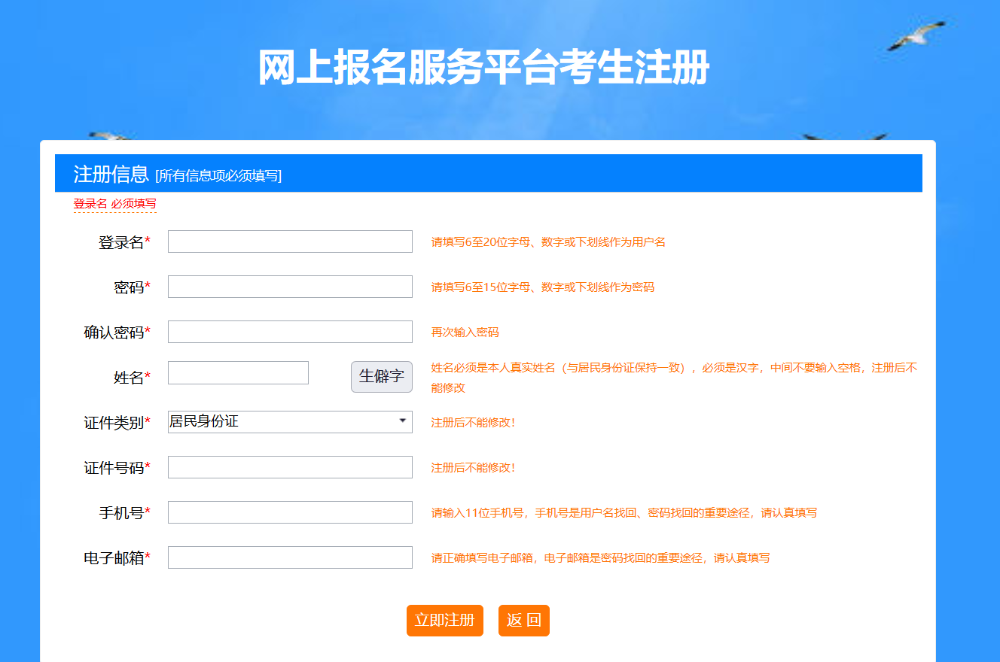 网上报名服务平台考生注册
注册信息 [所有信息项必须填写]
登录名 必须填写
登录名* 请填写6至20位字母、数字或下划线作为用户名
密码* 请填写6至15位字母、数字或下划线作为密码
确认密码* 再次输入密码
姓名* 生僻字 姓名必须是本人真实姓名（与居民身份证保持一致），必须是汉字，中间不要输入空格，注册后不
能修改
证件类别* 居民身份证 注册后不能修改！
证件号码* 注册后不能修改！
手机号* 请输入11位手机号，手机号是用户名找回、密码找回的重要途径，请认真填写
电子邮箱* 请正确填写电子邮箱，电子邮箱是密码找回的重要途径，请认真填写
立即注册 返 回